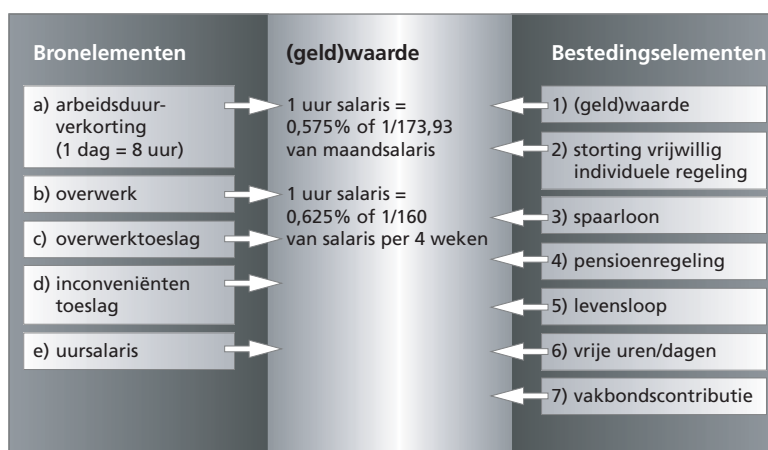 Bronelementen
a) arbeidsduur-
verkorting
(1 dag = 8 uur)
b) overwerk
c) overwerktoeslag
d) inconveniënten
toeslag
e) uursalaris
(geld)waarde
1 uur salaris =
0,575% of 1/173,93
van maandsalaris
1 uur salaris =
0,625% of 1/160
van salaris per 4 weken
Bestedingselementen
1) (geld)waarde
2) storting vrijwillig
individuele regeling
3) spaarloon
4) pensioenregeling
5) levensloop
6) vrije uren/dagen
7) vakbondscontributie